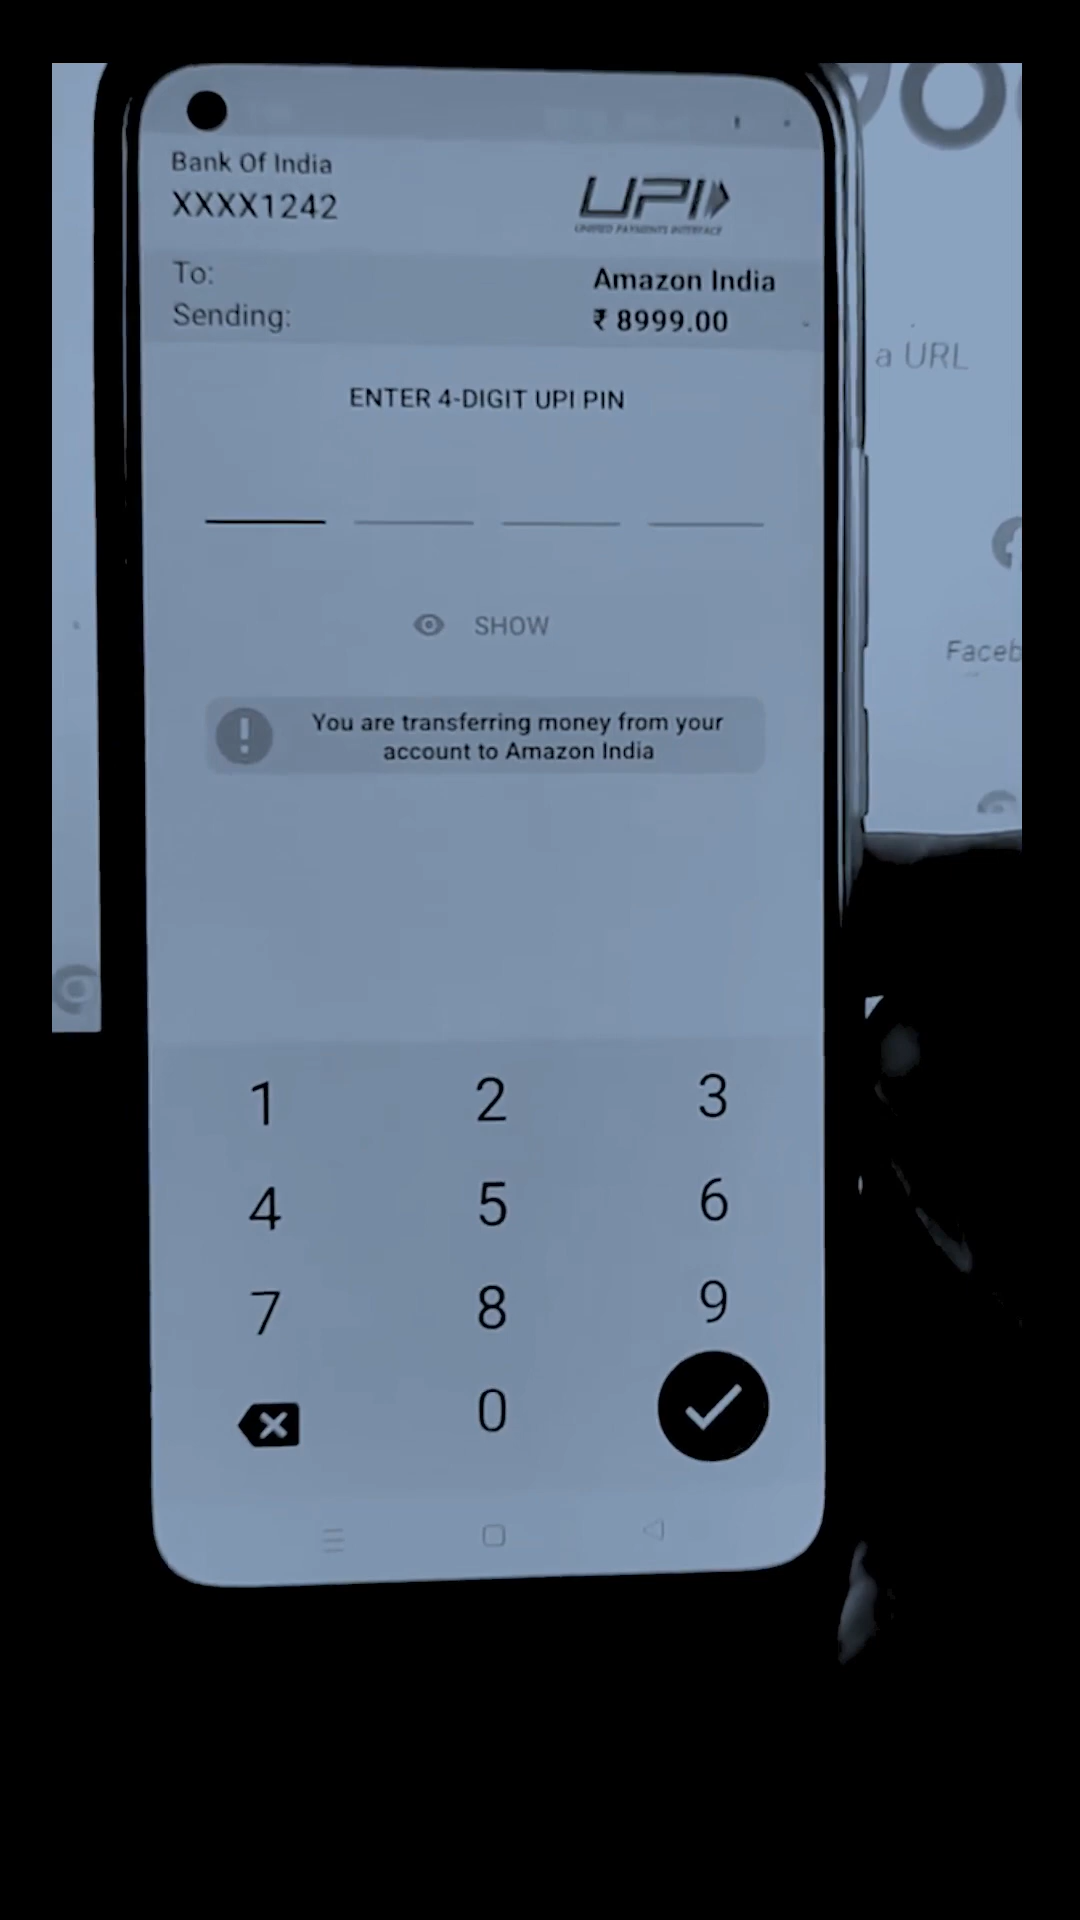 Bank Of India
XXXX1242
UPI
UNIFIED PAYMENTS INTERFACE
To:
Amazon India
Sending:
₹ 8999.00
ENTER 4-DIGIT UPI PIN
SHOW
You are transferring money from your
account to Amazon India
1 2 3
4 5 6
7 8 9
0
a URL
Faceb